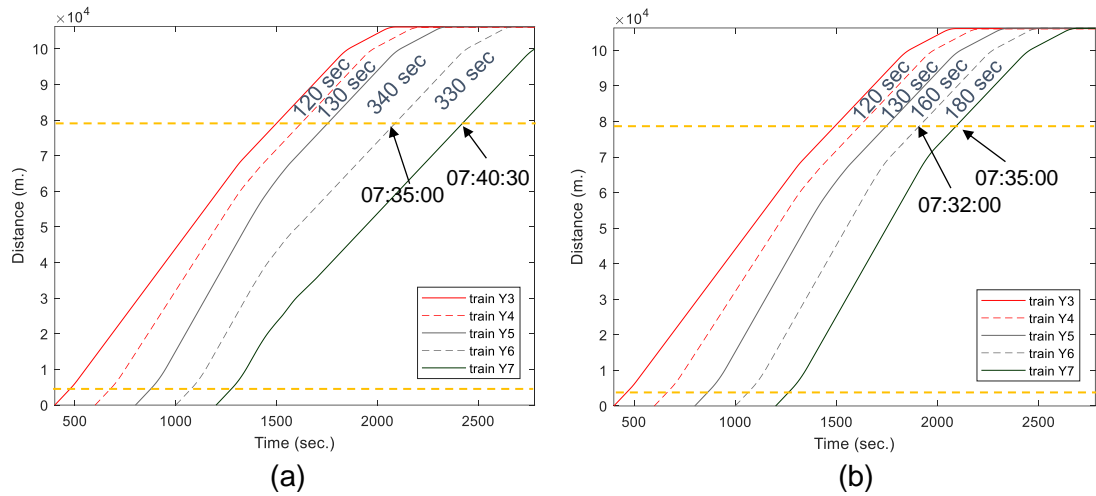 ×10⁴
10
9
8
7
6
5
4
3
2
1
0
Distance (m.)
500
1000
1500
2000
2500
Time (sec.)
120 sec
130 sec
340 sec
330 sec
07:35:00
07:40:30
train Y3
train Y4
train Y5
train Y6
train Y7
(a)
×10⁴
10
9
8
7
6
5
4
3
2
1
0
Distance (m.)
500
1000
1500
2000
2500
Time (sec.)
120 sec
130 sec
160 sec
180 sec
07:32:00
07:35:00
train Y3
train Y4
train Y5
train Y6
train Y7
(b)